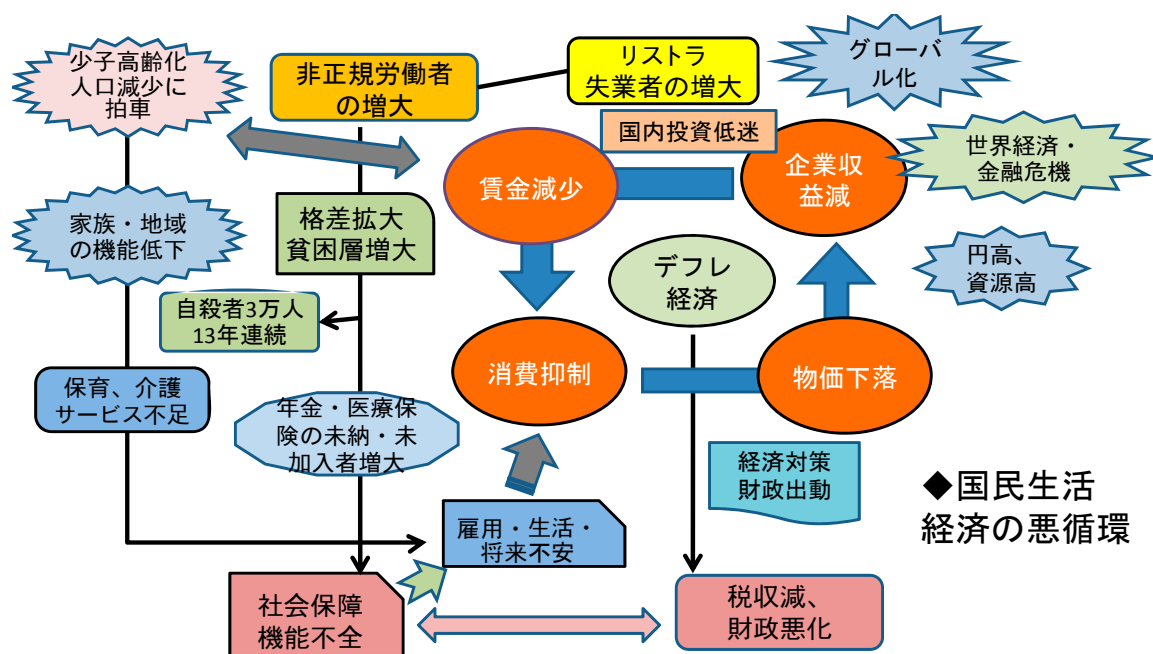 少子高齢化
人口減少に
拍車
非正規労働者
の増大
リストラ
失業者の増大
グローバ
ル化
国内投資低迷
世界経済・
金融危機
賃金減少
企業収
益減
家族・地域
の機能低下
格差拡大
貧困層増大
円高、
資源高
デフレ
経済
自殺者3万人
13年連続
消費抑制
物価下落
保育、介護
サービス不足
年金・医療保
険の未納・未
加入者増大
経済対策
財政出動
◆国民生活
経済の悪循環
雇用・生活・
将来不安
社会保障
機能不全
税収減、
財政悪化